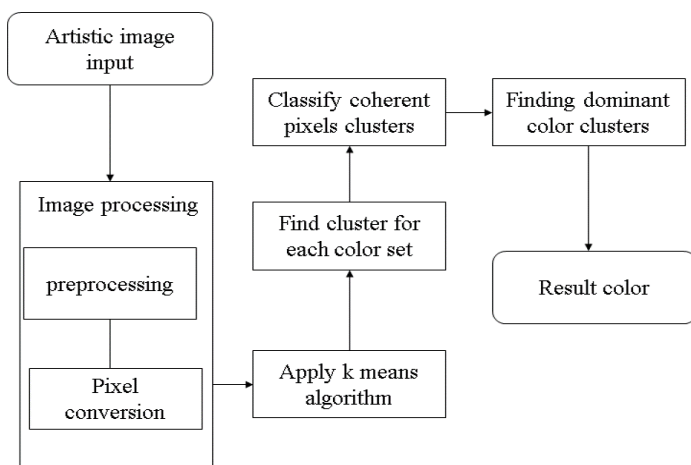 Artistic image
input
Image processing
preprocessing
Pixel
conversion
Apply k means
algorithm
Find cluster for
each color set
Classify coherent
pixels clusters
Finding dominant
color clusters
Result color